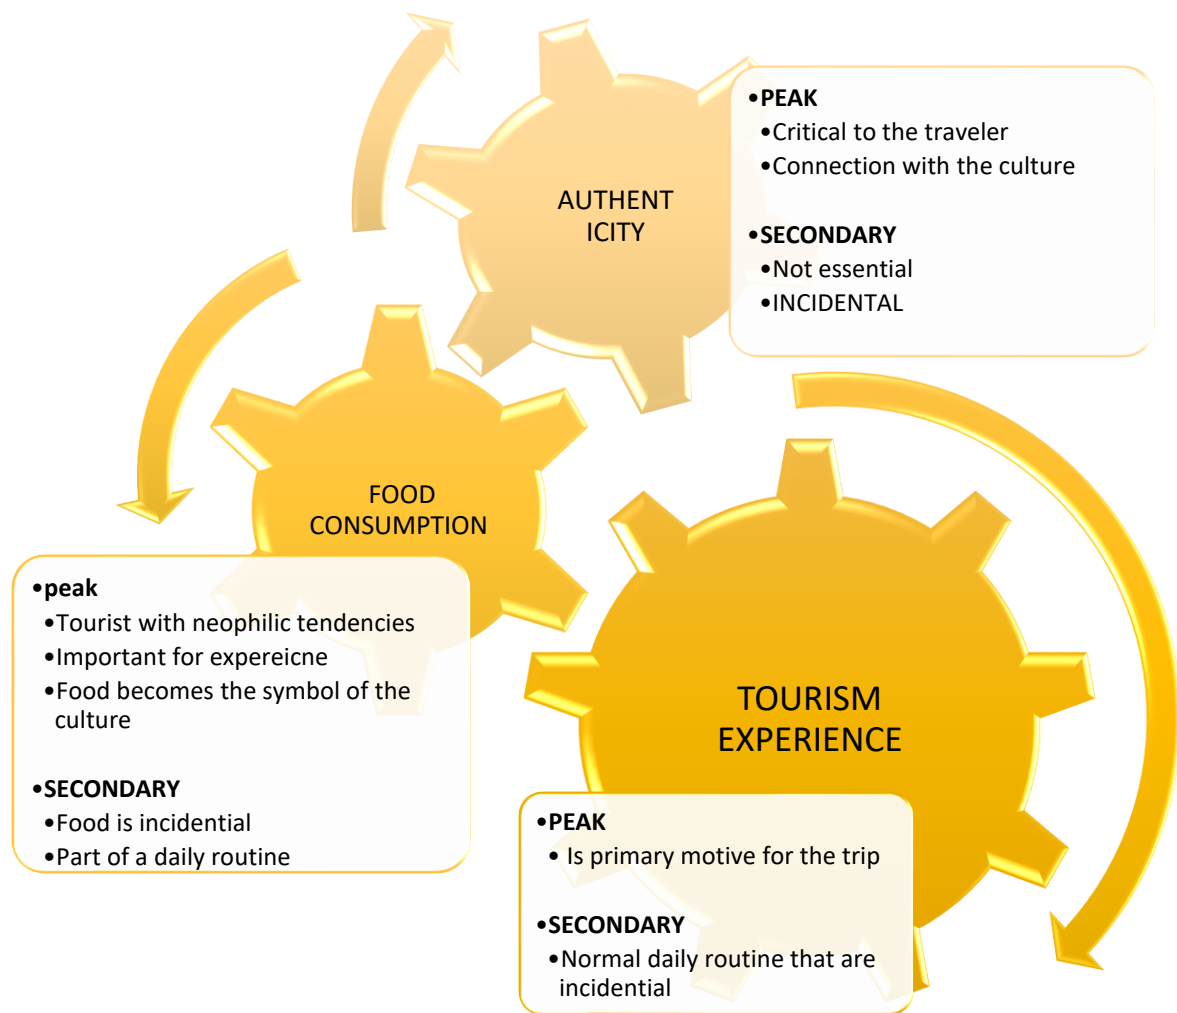 AUTHENT
ICITY
•PEAK
•Critical to the traveler
•Connection with the culture
•SECONDARY
•Not essential
•INCIDENTAL
FOOD
CONSUMPTION
•peak
•Tourist with neophilic tendencies
•Important for expereicne
•Food becomes the symbol of the
culture
•SECONDARY
•Food is incidential
•Part of a daily routine
TOURISM
EXPERIENCE
•PEAK
• Is primary motive for the trip
•SECONDARY
•Normal daily routine that are
incidential